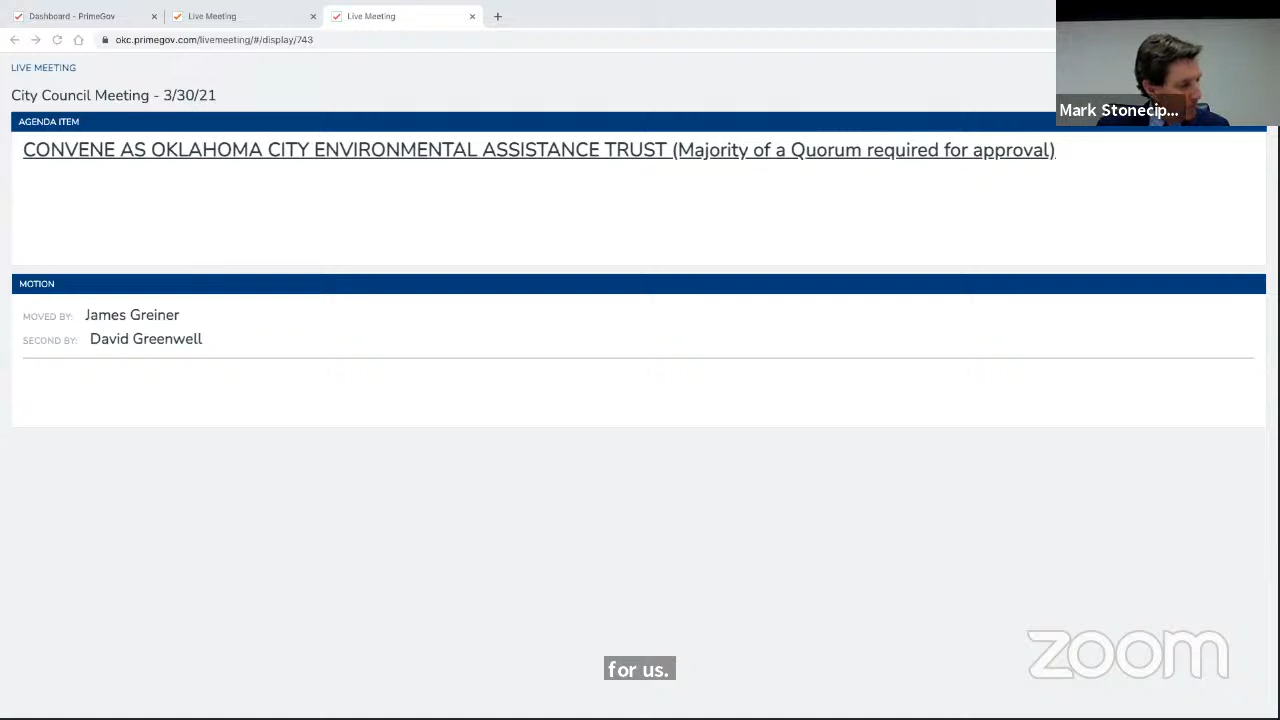 Dashboard - PrimeGov
Live Meeting
Live Meeting
okc.primegov.com/livemeeting/#/display/743
LIVE MEETING
City Council Meeting - 3/30/21
Mark Stonecip...
AGENDA ITEM
CONVENE AS OKLAHOMA CITY ENVIRONMENTAL ASSISTANCE TRUST (Majority of a Quorum required for approval)
MOTION
MOVED BY: James Greiner
SECOND BY: David Greenwell
zoom
for us.